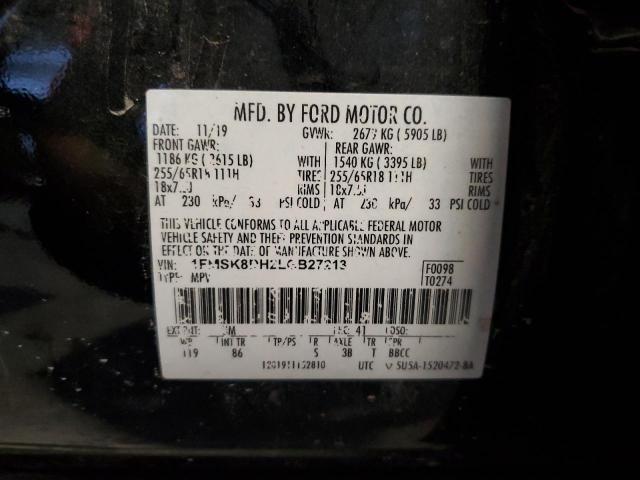 MFD. BY FORD MOTOR CO.
DATE: 11/19 GVWR: 2677 KG ( 5905 LB)
FRONT GAWR: REAR GAWR:
1186 KG ( 2615 LB) WITH 1540 KG ( 3395 LB) WITH
255/65R18 111H TIRES 255/65R18 111H TIRES
18x7.5J RIMS 18x7.5J RIMS
AT 230 kPa/ 33 PSI COLD AT 230 kPa/ 33 PSI COLD
THIS VEHICLE CONFORMS TO ALL APPLICABLE FEDERAL MOTOR
VEHICLE SAFETY AND THEFT PREVENTION STANDARDS IN
EFFECT ON THE DATE OF MANUFACTURE SHOWN ABOVE.
VIN: F0098
TYPE: MPV T0274
EXT PNT: DSO:
WB INT TR TP/PS R AXLE TR SPR
119 86 S 3B T BBCC
UTC 5U5A-1520472-BA